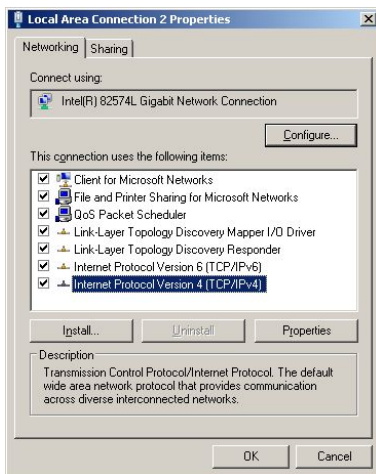 Local Area Connection 2 Properties
Networking Sharing
Connect using:
Intel(R) 82574L Gigabit Network Connection
Configure...
This connection uses the following items:
Client for Microsoft Networks
File and Printer Sharing for Microsoft Networks
QoS Packet Scheduler
Link-Layer Topology Discovery Mapper I/O Driver
Link-Layer Topology Discovery Responder
Internet Protocol Version 6 (TCP/IPv6)
Internet Protocol Version 4 (TCP/IPv4)
Install... Uninstall Properties
Description
Transmission Control Protocol/Internet Protocol. The default
wide area network protocol that provides communication
across diverse interconnected networks.
OK Cancel